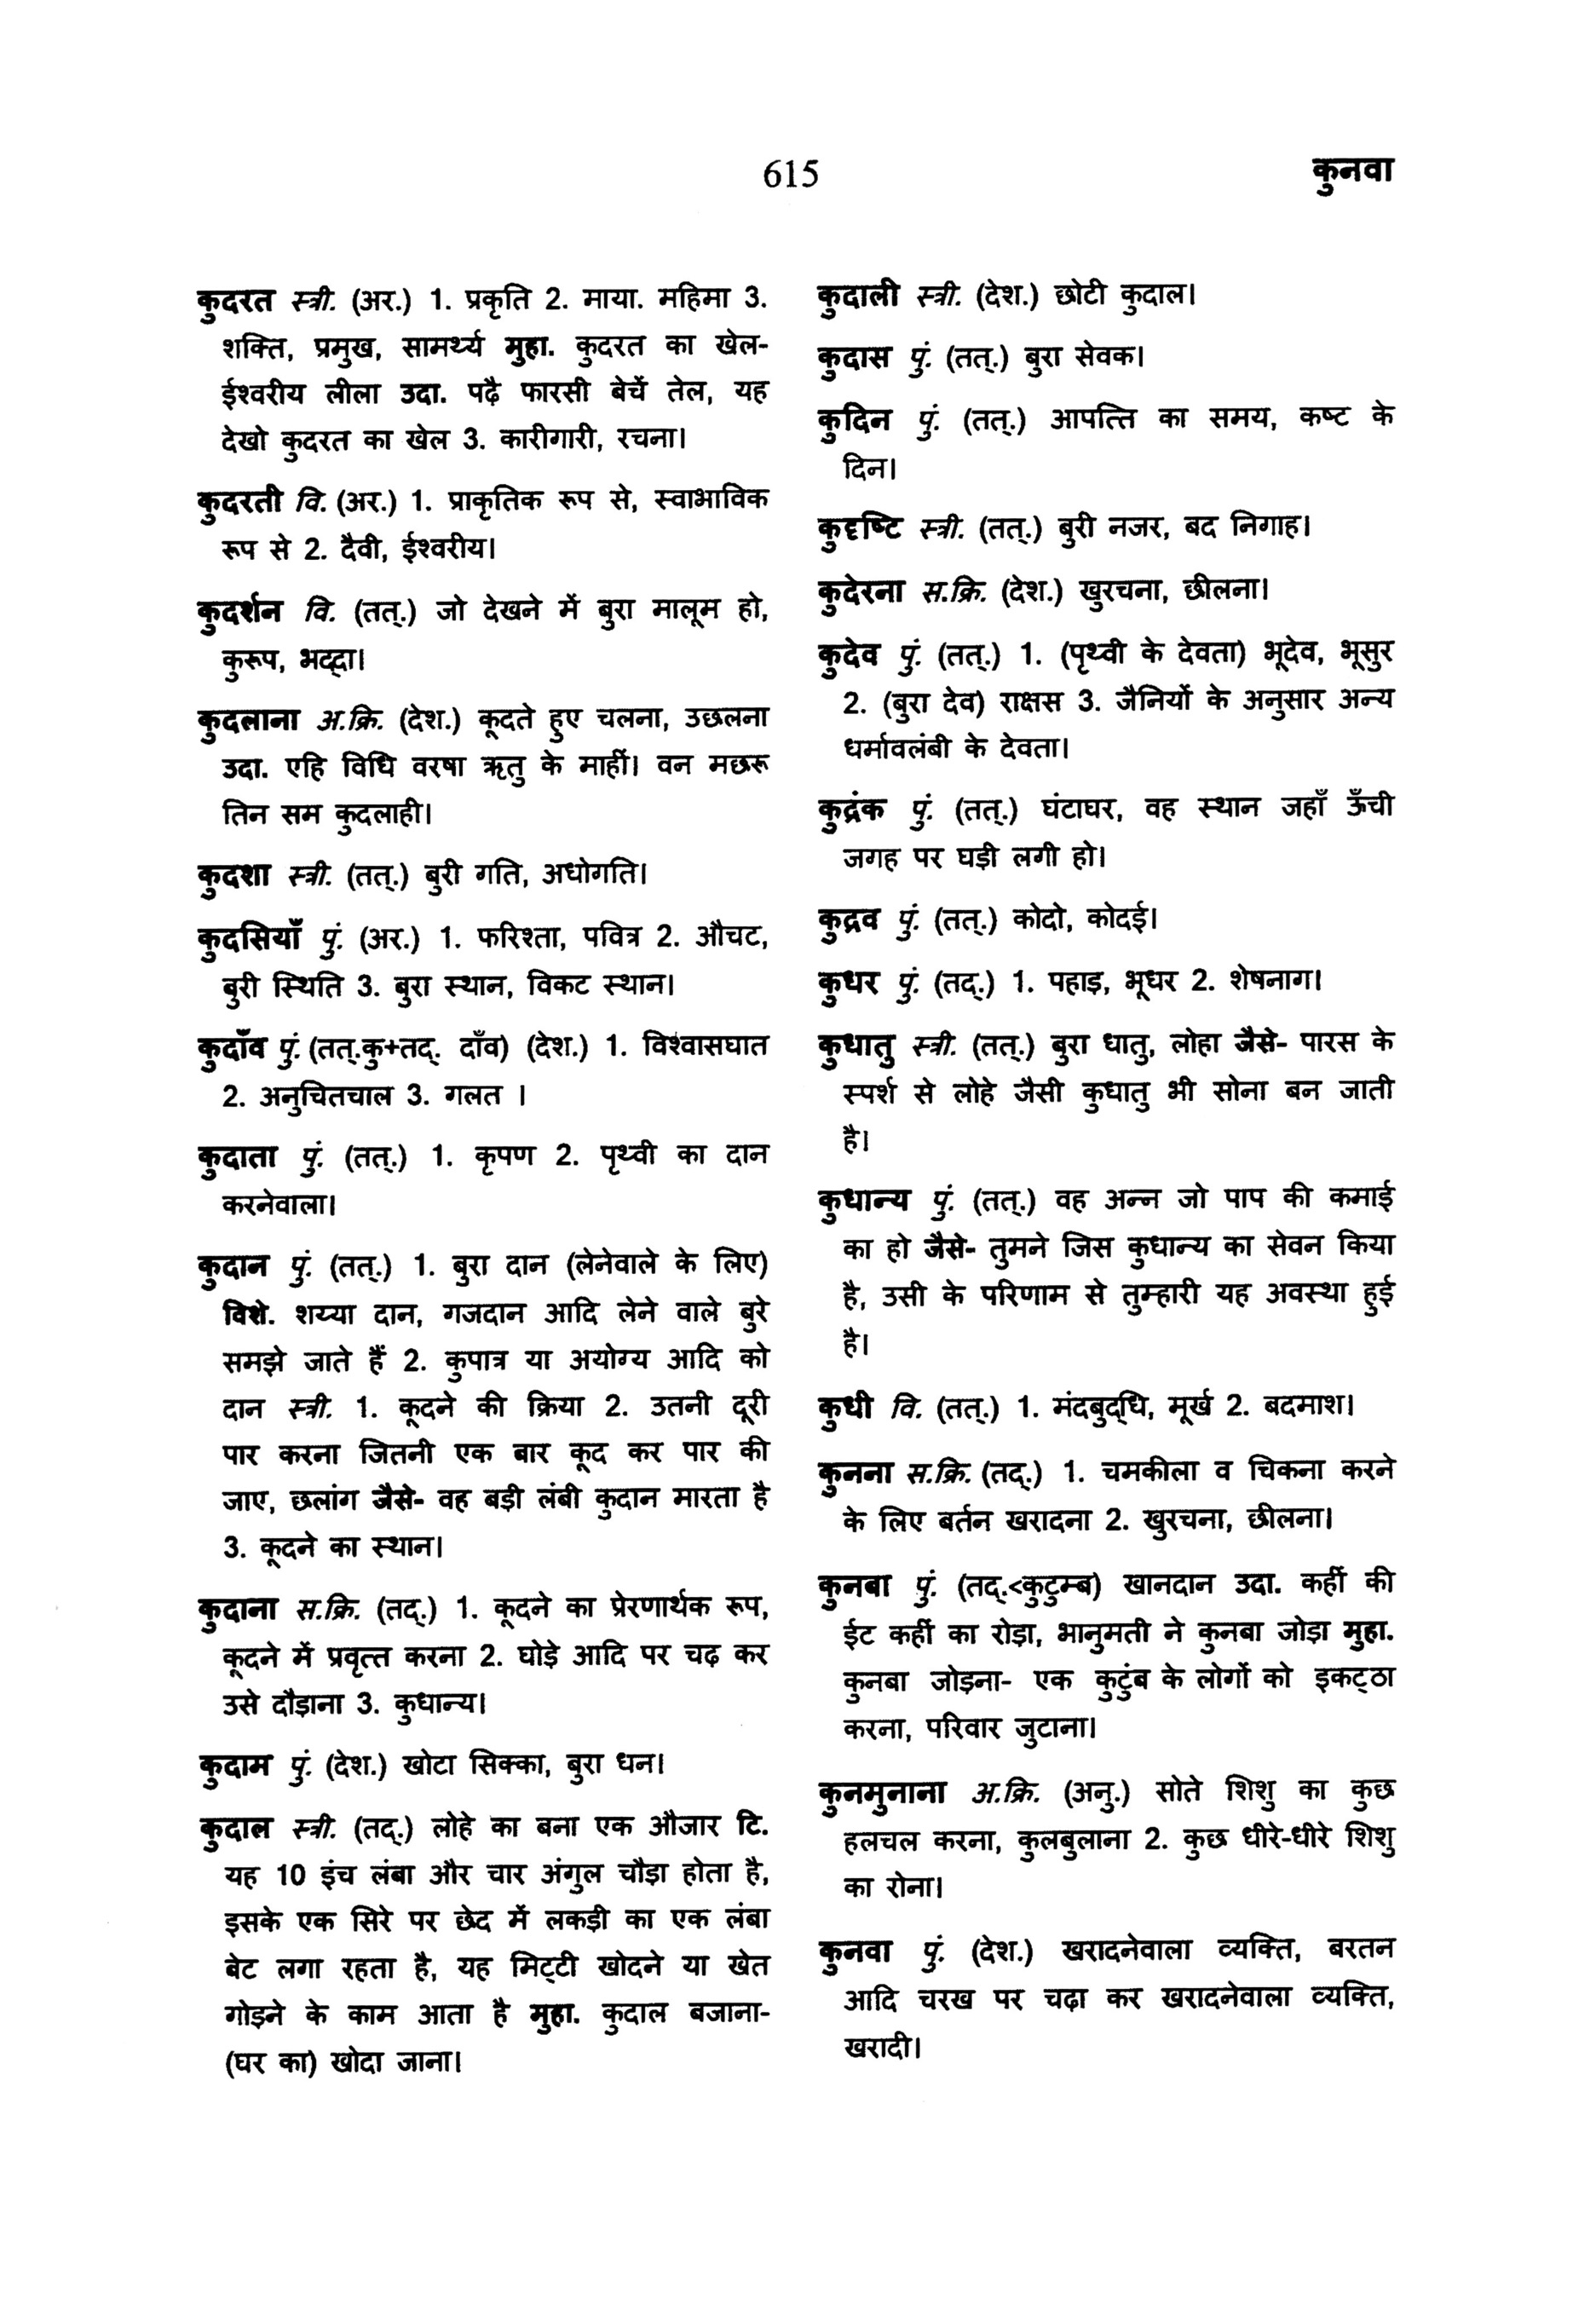 615
कुनवा
कुदरत स्त्री. (अर.) 1. प्रकृति 2. माया. महिमा 3.
शक्ति, प्रमुख, सामर्थ्य मुहा. कुदरत का खेल-
ईश्वरीय लीला उदा. पढ़ै फारसी बेचें तेल, यह
देखो कुदरत का खेल 3. कारीगारी, रचना।
कुदरती वि. (अर.) 1. प्राकृतिक रूप से, स्वाभाविक
रूप से 2. दैवी, ईश्वरीय।
कुदर्शन वि. (तत्.) जो देखने में बुरा मालूम हो,
कुरूप, भद्दा।
कुदलाना अ.क्रि. (देश.) कूदते हुए चलना, उछलना
उदा. एहि विधि वरषा ऋतु के माहीं। वन मछरू
तिन सम कुदलाही।
कुदशा स्त्री. (तत्.) बुरी गति, अधोगति।
कुदसियाँ पुं. (अर.) 1. फरिश्ता, पवित्र 2. औचट,
बुरी स्थिति 3. बुरा स्थान, विकट स्थान।
कुदाँव पुं. (तत्.कु+तद्. दाँव) (देश.) 1. विश्वासघात
2. अनुचितचाल 3. गलत ।
कुदाता पुं. (तत्.) 1. कृपण 2. पृथ्वी का दान
करनेवाला।
कुदान पुं. (तत्.) 1. बुरा दान (लेनेवाले के लिए)
विशे. शय्या दान, गजदान आदि लेने वाले बुरे
समझे जाते हैं 2. कुपात्र या अयोग्य आदि को
दान स्त्री. 1. कूदने की क्रिया 2. उतनी दूरी
पार करना जितनी एक बार कूद कर पार की
जाए, छलांग जैसे- वह बड़ी लंबी कुदान मारता है
3. कूदने का स्थान।
कुदाना स.क्रि. (तद्.) 1. कूदने का प्रेरणार्थक रूप,
कूदने में प्रवृत्त करना 2. घोड़े आदि पर चढ़ कर
उसे दौड़ाना 3. कुधान्य।
कुदाम पुं. (देश.) खोटा सिक्का, बुरा धन।
कुदाल स्त्री. (तद्.) लोहे का बना एक औजार टि.
यह 10 इंच लंबा और चार अंगुल चौड़ा होता है,
इसके एक सिरे पर छेद में लकड़ी का एक लंबा
बेट लगा रहता है, यह मिट्टी खोदने या खेत
गोड़ने के काम आता है मुहा. कुदाल बजाना-
(घर का) खोदा जाना।
कुदाली स्त्री. (देश.) छोटी कुदाल।
कुदास पुं. (तत्.) बुरा सेवक।
कुदिन पुं. (तत्.) आपत्ति का समय, कष्ट के
दिन।
कुदृष्टि स्त्री. (तत्.) बुरी नजर, बद निगाह।
कुदेरना स.क्रि. (देश.) खुरचना, छीलना।
कुदेव पुं. (तत्.) 1. (पृथ्वी के देवता) भूदेव, भूसुर
2. (बुरा देव) राक्षस 3. जैनियों के अनुसार अन्य
धर्मावलंबी के देवता।
कुद्रंक पुं. (तत्.) घंटाघर, वह स्थान जहाँ ऊँची
जगह पर घड़ी लगी हो।
कुद्रव पुं. (तत्.) कोदो, कोदई।
कुधर पुं. (तद्.) 1. पहाड़, भूधर 2. शेषनाग।
कुधातु स्त्री. (तत्.) बुरा धातु, लोहा जैसे- पारस के
स्पर्श से लोहे जैसी कुधातु भी सोना बन जाती
है।
कुधान्य पुं. (तत्.) वह अन्न जो पाप की कमाई
का हो जैसे- तुमने जिस कुधान्य का सेवन किया
है, उसी के परिणाम से तुम्हारी यह अवस्था हुई
है।
कुधी वि. (तत्.) 1. मंदबुद्धि, मूर्ख 2. बदमाश।
कुनना स.क्रि. (तद्.) 1. चमकीला व चिकना करने
के लिए बर्तन खरादना 2. खुरचना, छीलना।
कुनबा पुं. (तद्.<कुटुम्ब) खानदान उदा. कहीं की
ईट कहीं का रोड़ा, भानुमती ने कुनबा जोड़ा मुहा.
कुनबा जोड़ना- एक कुटुंब के लोगों को इकट्ठा
करना, परिवार जुटाना।
कुनमुनाना अ.क्रि. (अनु.) सोते शिशु का कुछ
हलचल करना, कुलबुलाना 2. कुछ धीरे-धीरे शिशु
का रोना।
कुनवा पुं. (देश.) खरादनेवाला व्यक्ति, बरतन
आदि चरख पर चढ़ा कर खरादनेवाला व्यक्ति,
खरादी।